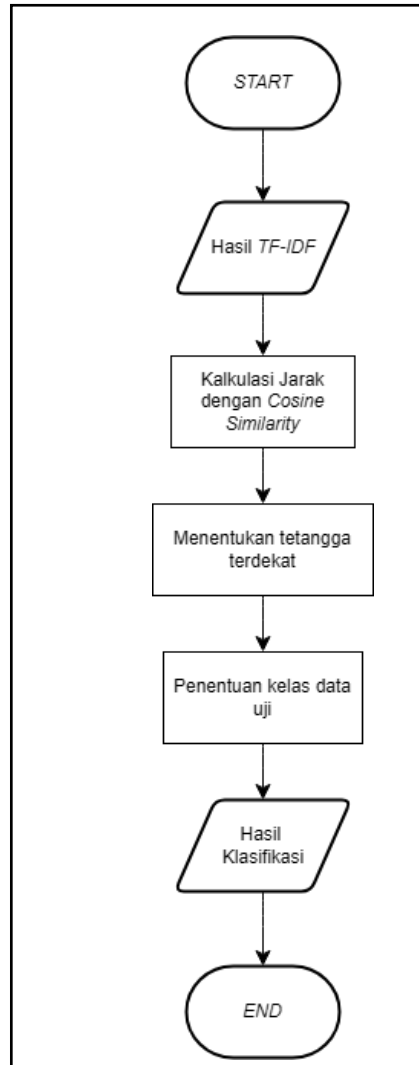 START
Hasil TF-IDF
Kalkulasi Jarak
dengan Cosine
Similarity
Menentukan tetangga
terdekat
Penentuan kelas data
uji
Hasil
Klasifikasi
END